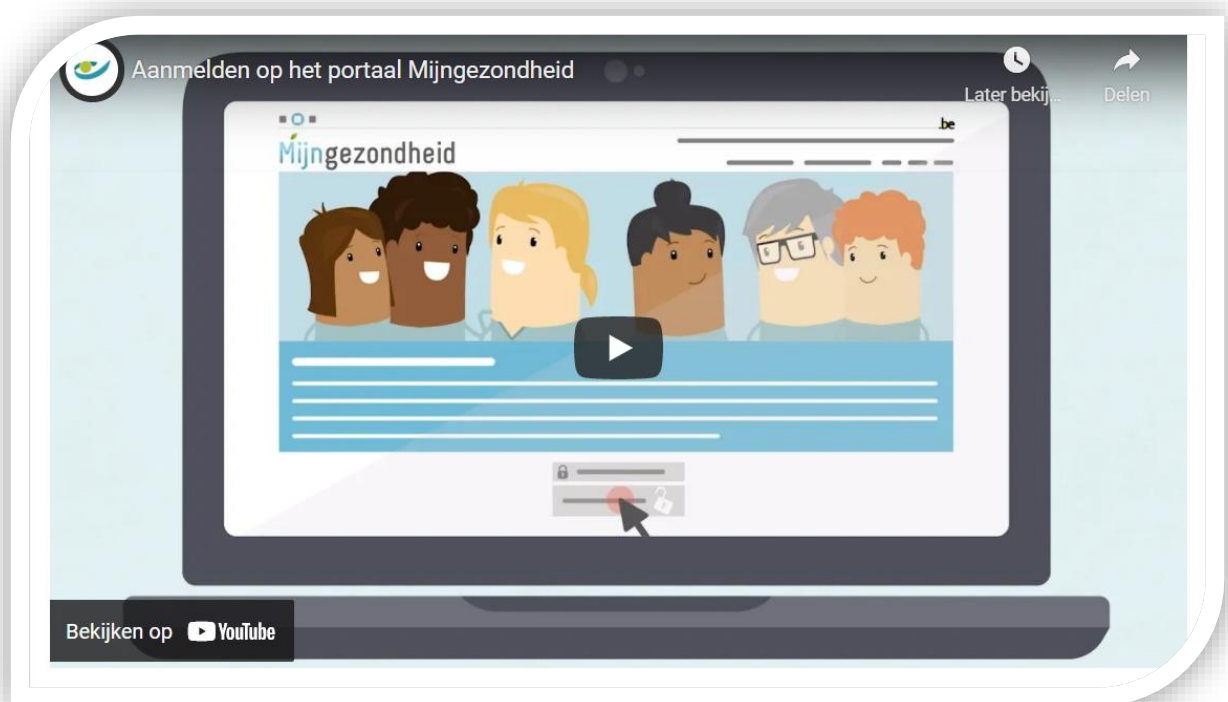 Aanmelden op het portaal Mijngezondheid
Later bekij...
Delen
.be
Mijngezondheid
Bekijken op YouTube